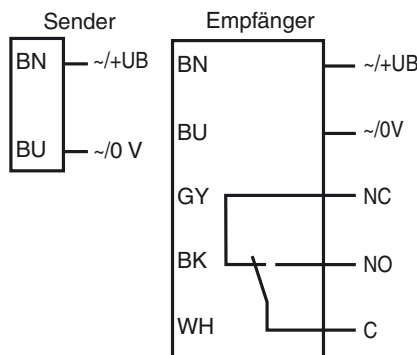 Sender
BN ~/+UB
BU ~/0 V
Empfänger
BN ~/+UB
BU ~/0V
GY NC
BK NO
WH C